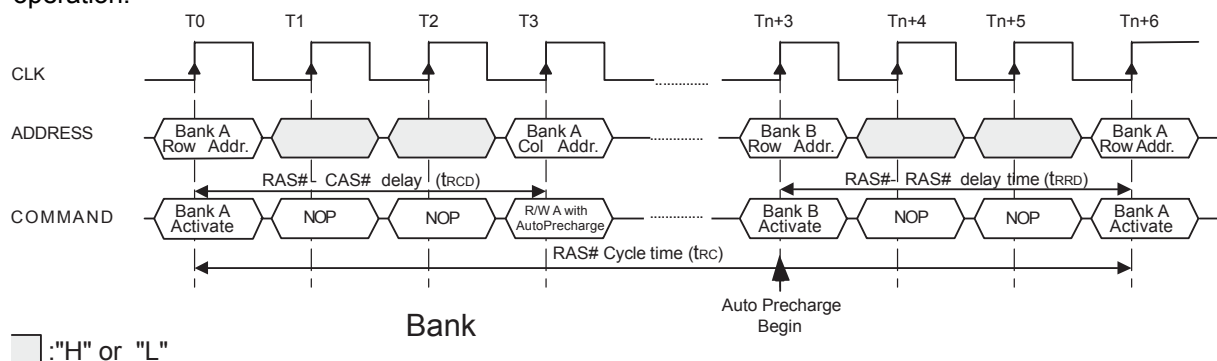 operation.
T0 T1 T2 T3 Tn+3 Tn+4 Tn+5 Tn+6
CLK
ADDRESS
Bank A
Row Addr.
Bank A
Col Addr.
Bank B
Row Addr.
Bank A
Row Addr.
RAS#- CAS# delay (tRCD)
RAS#- RAS# delay time (tRRD)
COMMAND
Bank A
Activate
NOP
NOP
R/W A with
AutoPrecharge
Bank B
Activate
NOP
NOP
Bank A
Activate
RAS# Cycle time (tRC)
Auto Precharge
Begin
Bank
:"H" or "L"